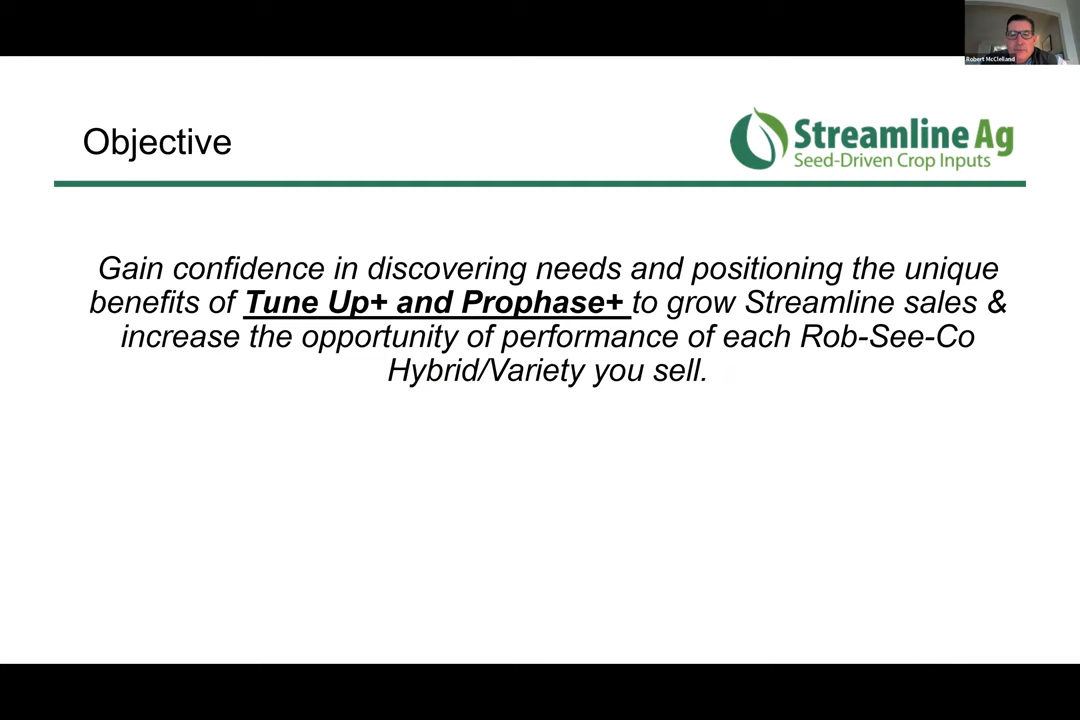 Robert McClelland
Objective
Streamline Ag
Seed-Driven Crop Inputs
Gain confidence in discovering needs and positioning the unique
benefits of Tune Up+ and Prophase+ to grow Streamline sales &
increase the opportunity of performance of each Rob-See-Co
Hybrid/Variety you sell.